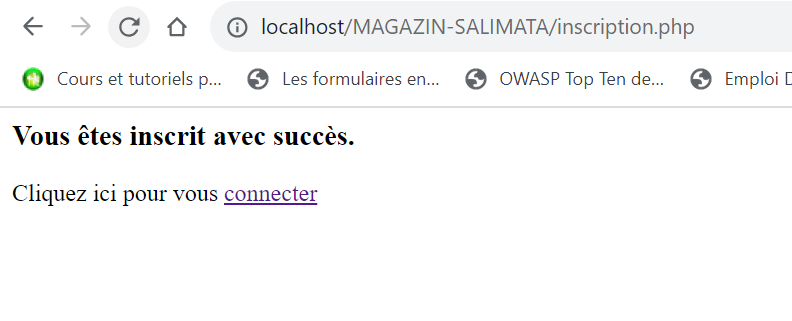 localhost/MAGAZIN-SALIMATA/inscription.php
Cours et tutoriels p... Les formulaires en... OWASP Top Ten de... Emploi D
Vous êtes inscrit avec succès.
Cliquez ici pour vous connecter